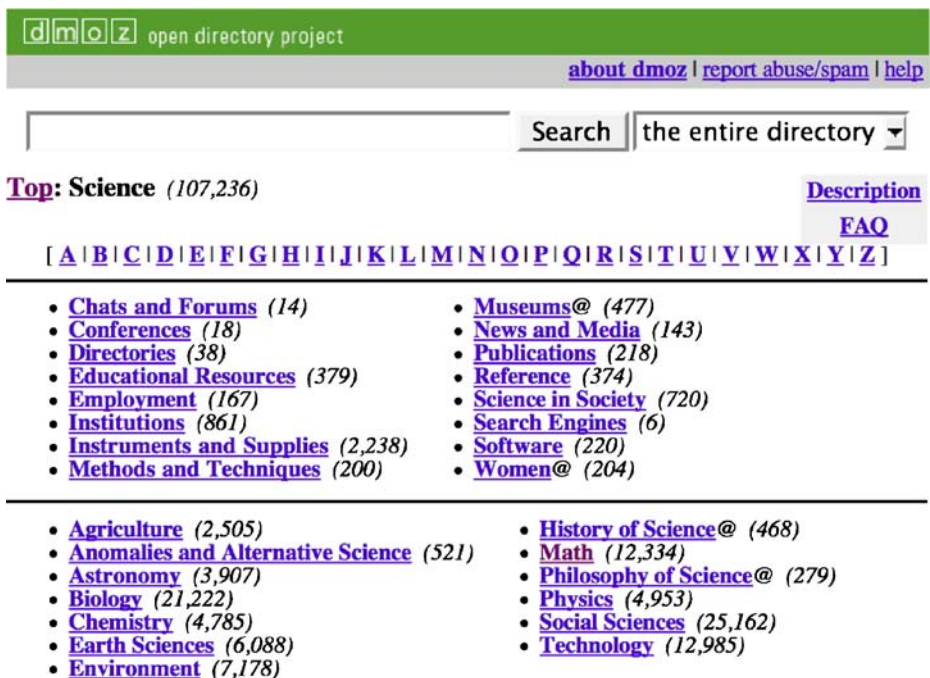 dmoz open directory project
about dmoz | report abuse/spam | help
Search the entire directory
Top: Science (107,236)
Description
FAQ
[ A | B | C | D | E | F | G | H | I | J | K | L | M | N | O | P | Q | R | S | T | U | V | W | X | Y | Z ]
• Chats and Forums (14)
• Conferences (18)
• Directories (38)
• Educational Resources (379)
• Employment (167)
• Institutions (861)
• Instruments and Supplies (2,238)
• Methods and Techniques (200)
• Museums@ (477)
• News and Media (143)
• Publications (218)
• Reference (374)
• Science in Society (720)
• Search Engines (6)
• Software (220)
• Women@ (204)
• Agriculture (2,505)
• Anomalies and Alternative Science (521)
• Astronomy (3,907)
• Biology (21,222)
• Chemistry (4,785)
• Earth Sciences (6,088)
• Environment (7,178)
• History of Science@ (468)
• Math (12,334)
• Philosophy of Science@ (279)
• Physics (4,953)
• Social Sciences (25,162)
• Technology (12,985)